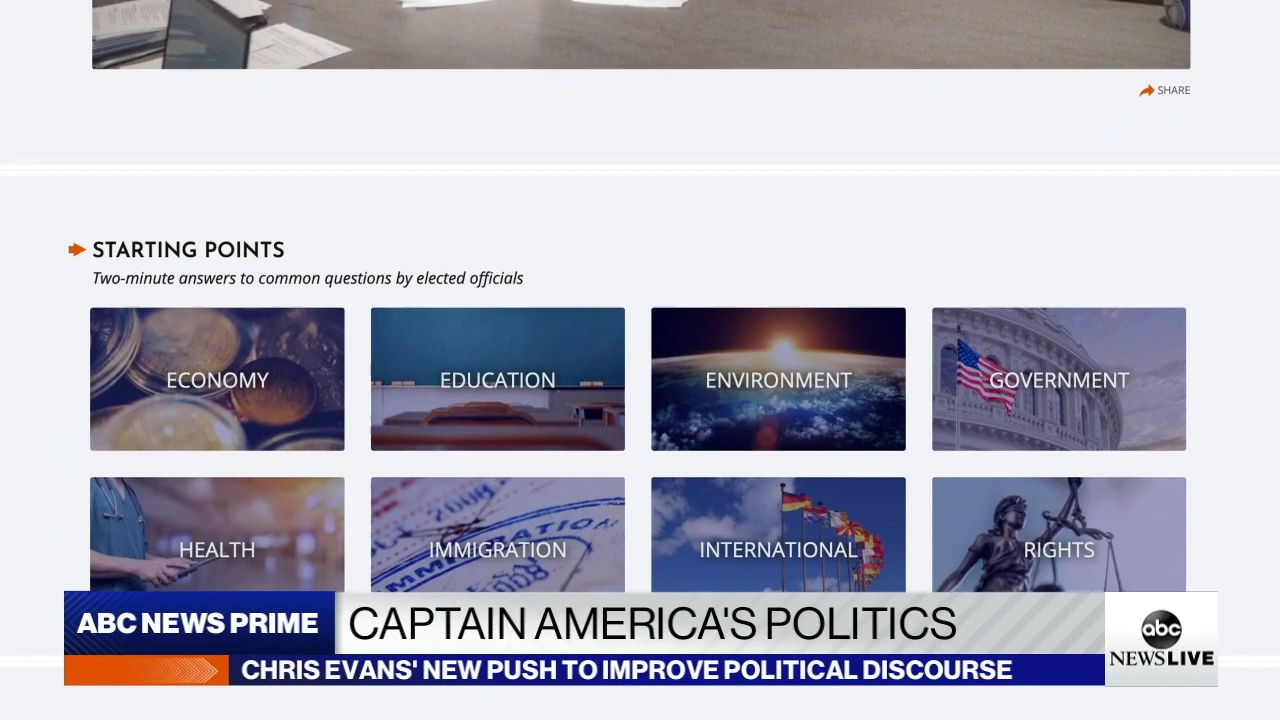 SHARE
STARTING POINTS
Two-minute answers to common questions by elected officials
ECONOMY
EDUCATION
ENVIRONMENT
GOVERNMENT
HEALTH
IMMIGRATION
INTERNATIONAL
RIGHTS
ABC NEWS PRIME
CAPTAIN AMERICA'S POLITICS
CHRIS EVANS' NEW PUSH TO IMPROVE POLITICAL DISCOURSE
abc
NEWSLIVE